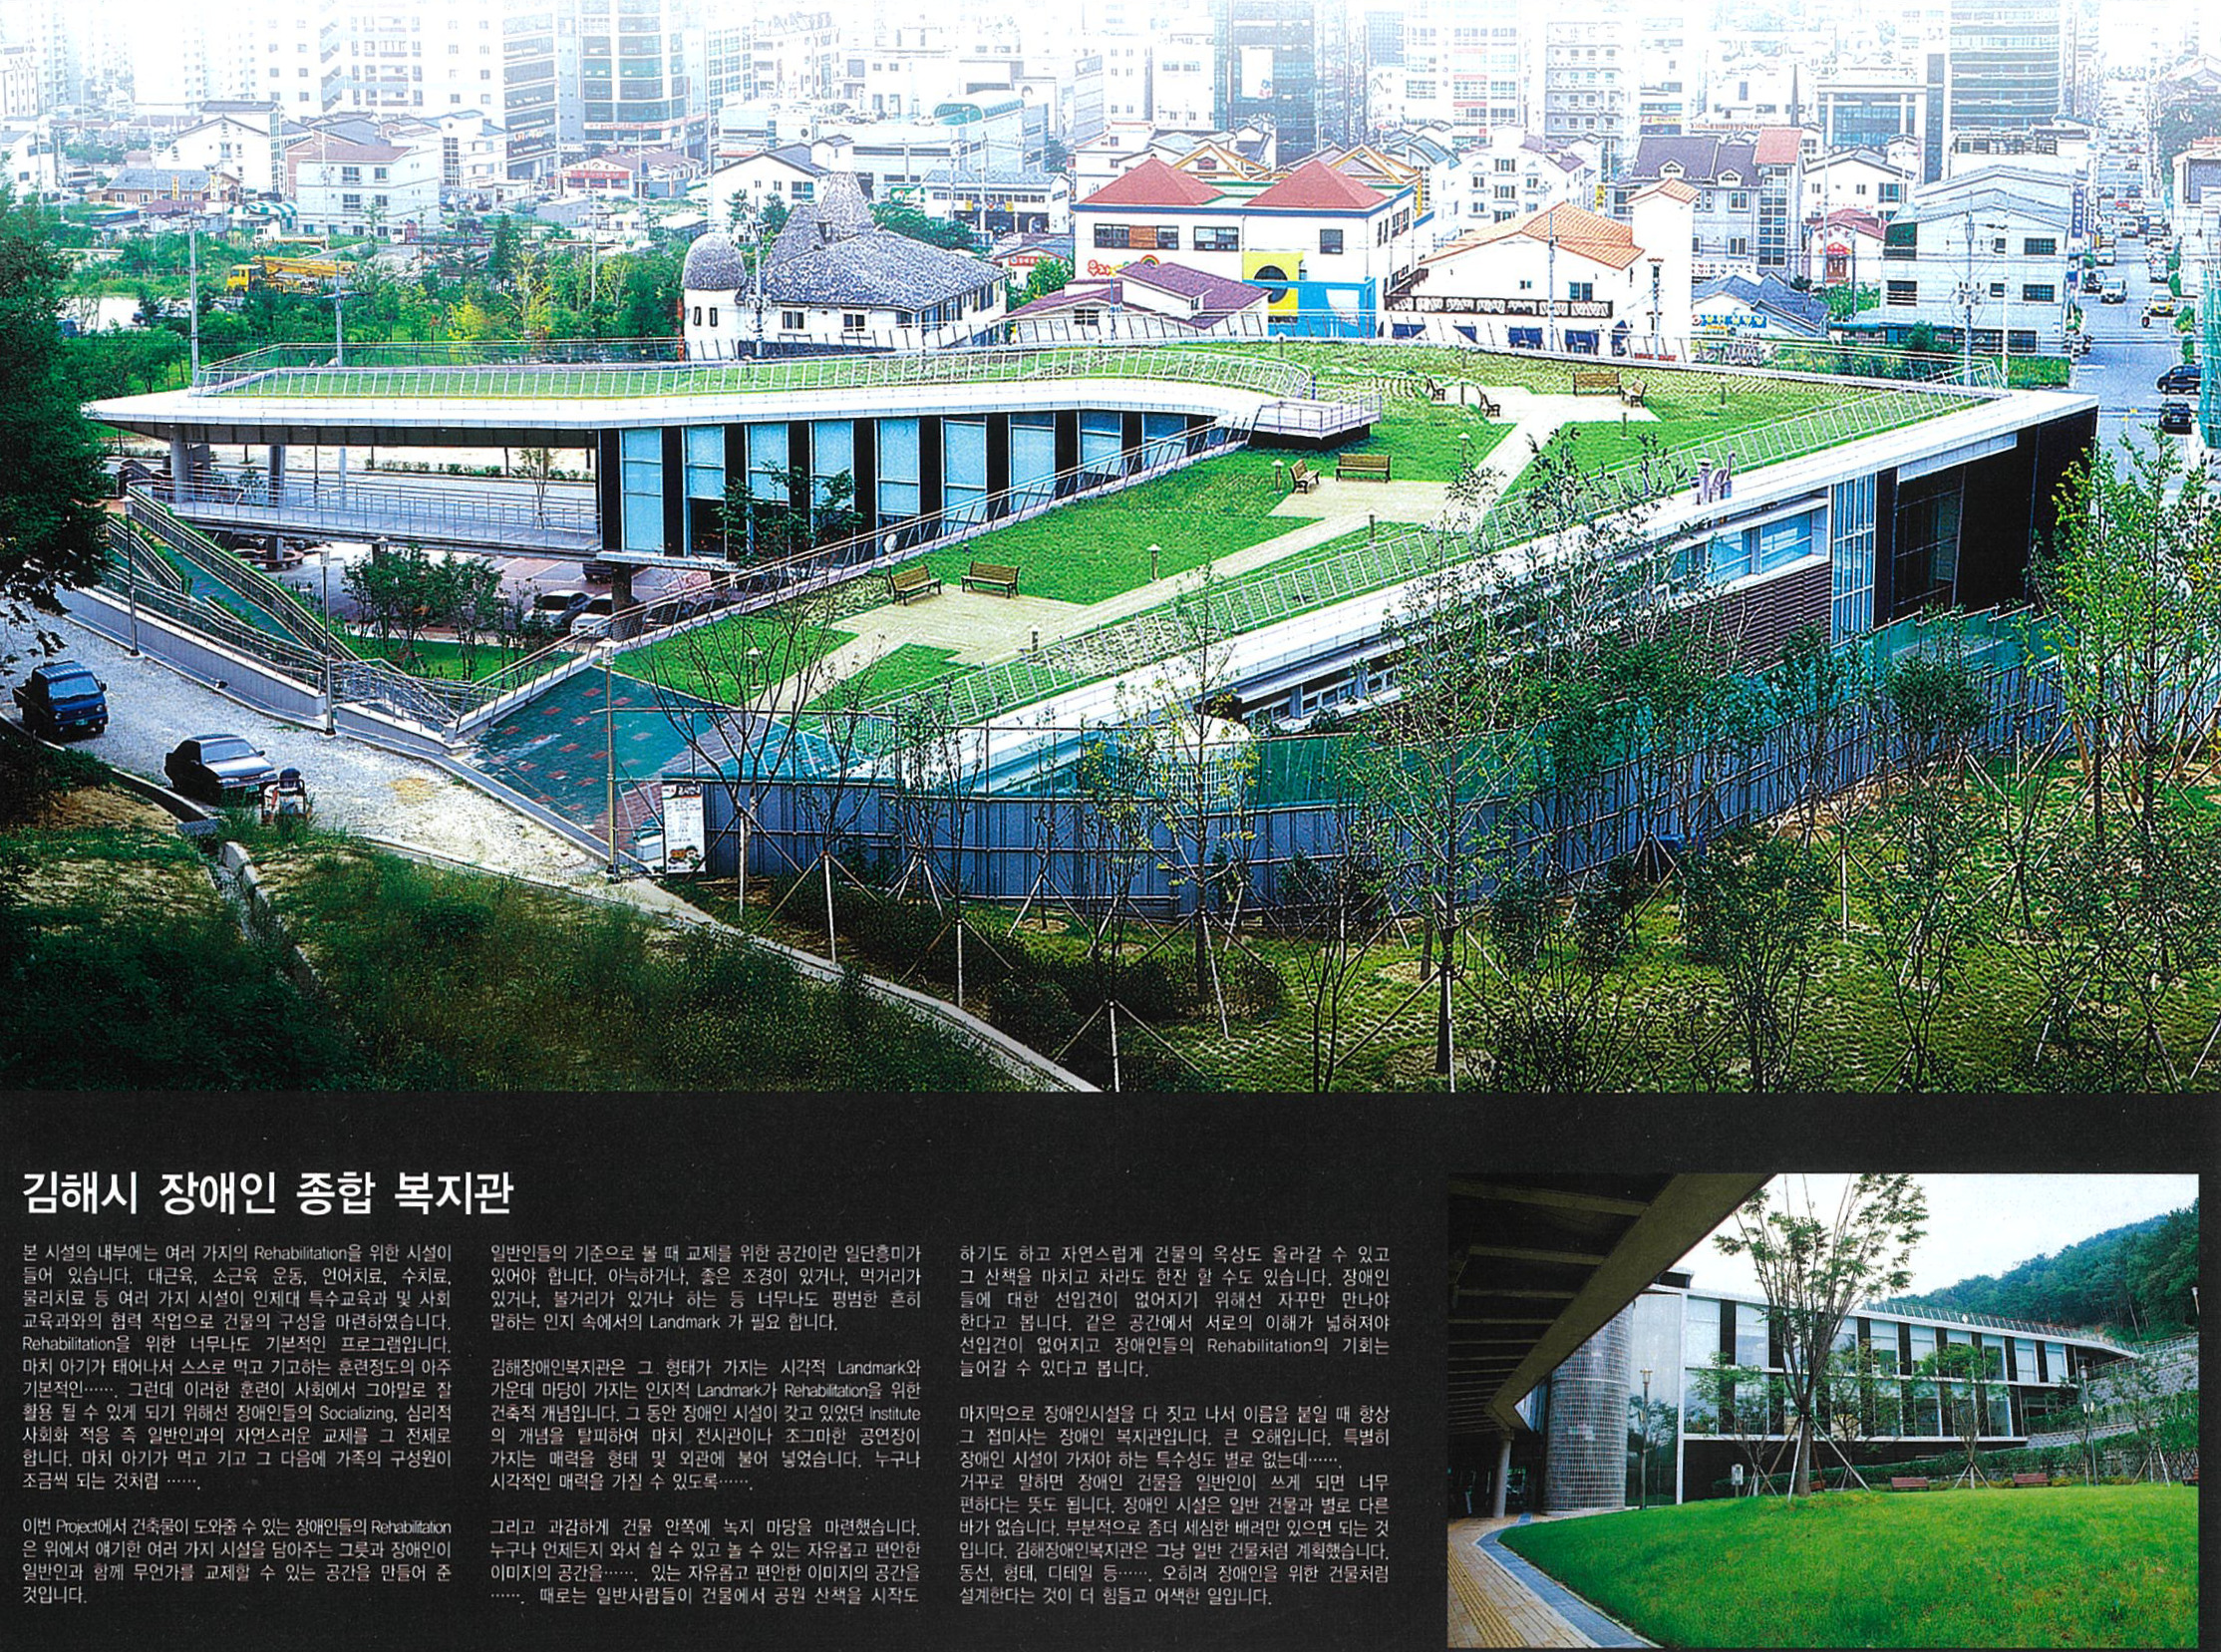 김해시 장애인 종합 복지관
본 시설의 내부에는 여러 가지의 Rehabilitation을 위한 시설이
들어 있습니다. 대근육, 소근육 운동, 언어치료, 수치료,
물리치료 등 여러 가지 시설이 인제대 특수교육과 및 사회
교육과와의 협력 작업으로 건물의 구성을 마련하였습니다.
Rehabilitation을 위한 너무나도 기본적인 프로그램입니다.
마치 아기가 태어나서 스스로 먹고 기고하는 훈련정도의 아주
기본적인……. 그런데 이러한 훈련이 사회에서 그야말로 잘
활용 될 수 있게 되기 위해선 장애인들의 Socializing, 심리적
사회화 적응 즉 일반인과의 자연스러운 교제를 그 전제로
합니다. 마치 아기가 먹고 기고 그 다음에 가족의 구성원이
조금씩 되는 것처럼 …….
이번 Project에서 건축물이 도와줄 수 있는 장애인들의 Rehabilitation
은 위에서 얘기한 여러 가지 시설을 담아주는 그릇과 장애인이
일반인과 함께 무언가를 교제할 수 있는 공간을 만들어 준
것입니다.
일반인들의 기준으로 볼 때 교제를 위한 공간이란 일단흥미가
있어야 합니다. 아늑하거나, 좋은 조경이 있거나, 먹거리가
있거나, 볼거리가 있거나 하는 등 너무나도 평범한 흔히
말하는 인지 속에서의 Landmark 가 필요 합니다.
김해장애인복지관은 그 형태가 가지는 시각적 Landmark와
가운데 마당이 가지는 인지적 Landmark가 Rehabilitation을 위한
건축적 개념입니다. 그 동안 장애인 시설이 갖고 있었던 Institute
의 개념을 탈피하여 마치 전시관이나 조그마한 공연장이
가지는 매력을 형태 및 외관에 불어 넣었습니다. 누구나
시각적인 매력을 가질 수 있도록…….
그리고 과감하게 건물 안쪽에 녹지 마당을 마련했습니다.
누구나 언제든지 와서 쉴 수 있고 놀 수 있는 자유롭고 편안한
이미지의 공간을……. 있는 자유롭고 편안한 이미지의 공간을
……. 때로는 일반사람들이 건물에서 공원 산책을 시작도
하기도 하고 자연스럽게 건물의 옥상도 올라갈 수 있고
그 산책을 마치고 차라도 한잔 할 수도 있습니다. 장애인
들에 대한 선입견이 없어지기 위해선 자꾸만 만나야
한다고 봅니다. 같은 공간에서 서로의 이해가 넓혀져야
선입견이 없어지고 장애인들의 Rehabilitation의 기회는
늘어갈 수 있다고 봅니다.
마지막으로 장애인시설을 다 짓고 나서 이름을 붙일 때 항상
그 접미사는 장애인 복지관입니다. 큰 오해입니다. 특별히
장애인 시설이 가져야 하는 특수성도 별로 없는데…….
거꾸로 말하면 장애인 건물을 일반인이 쓰게 되면 너무
편하다는 뜻도 됩니다. 장애인 시설은 일반 건물과 별로 다른
바가 없습니다. 부분적으로 좀더 세심한 배려만 있으면 되는 것
입니다. 김해장애인복지관은 그냥 일반 건물처럼 계획했습니다.
동선, 형태, 디테일 등……. 오히려 장애인을 위한 건물처럼
설계한다는 것이 더 힘들고 어색한 일입니다.